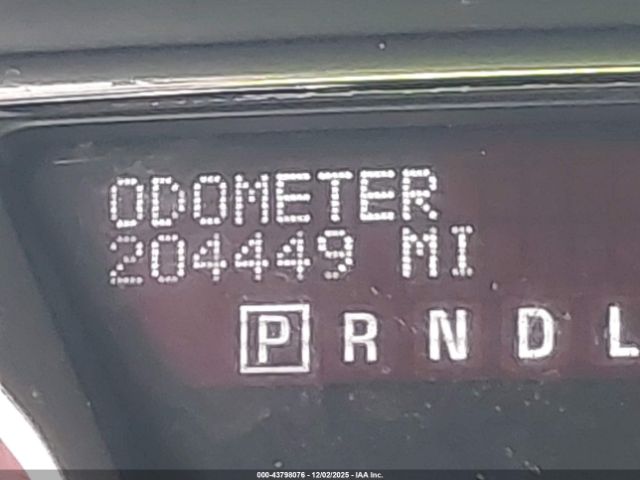 ODOMETER
204449 MI
P R N D L
000-43798076 - 12/02/2025 - IAA Inc.